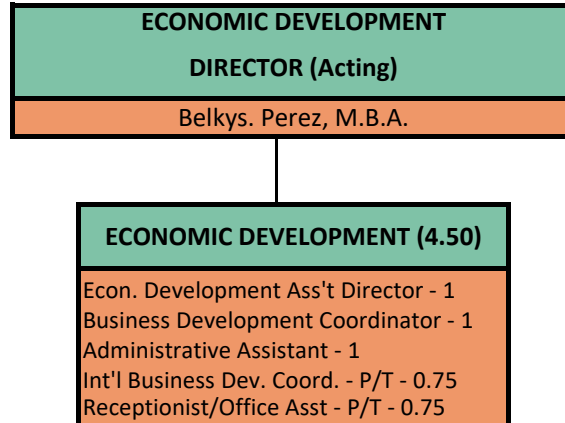 ECONOMIC DEVELOPMENT
DIRECTOR (Acting)
Belkys. Perez, M.B.A.
ECONOMIC DEVELOPMENT (4.50)
Econ. Development Ass't Director - 1
Business Development Coordinator - 1
Administrative Assistant - 1
Int'l Business Dev. Coord. - P/T - 0.75
Receptionist/Office Asst - P/T - 0.75